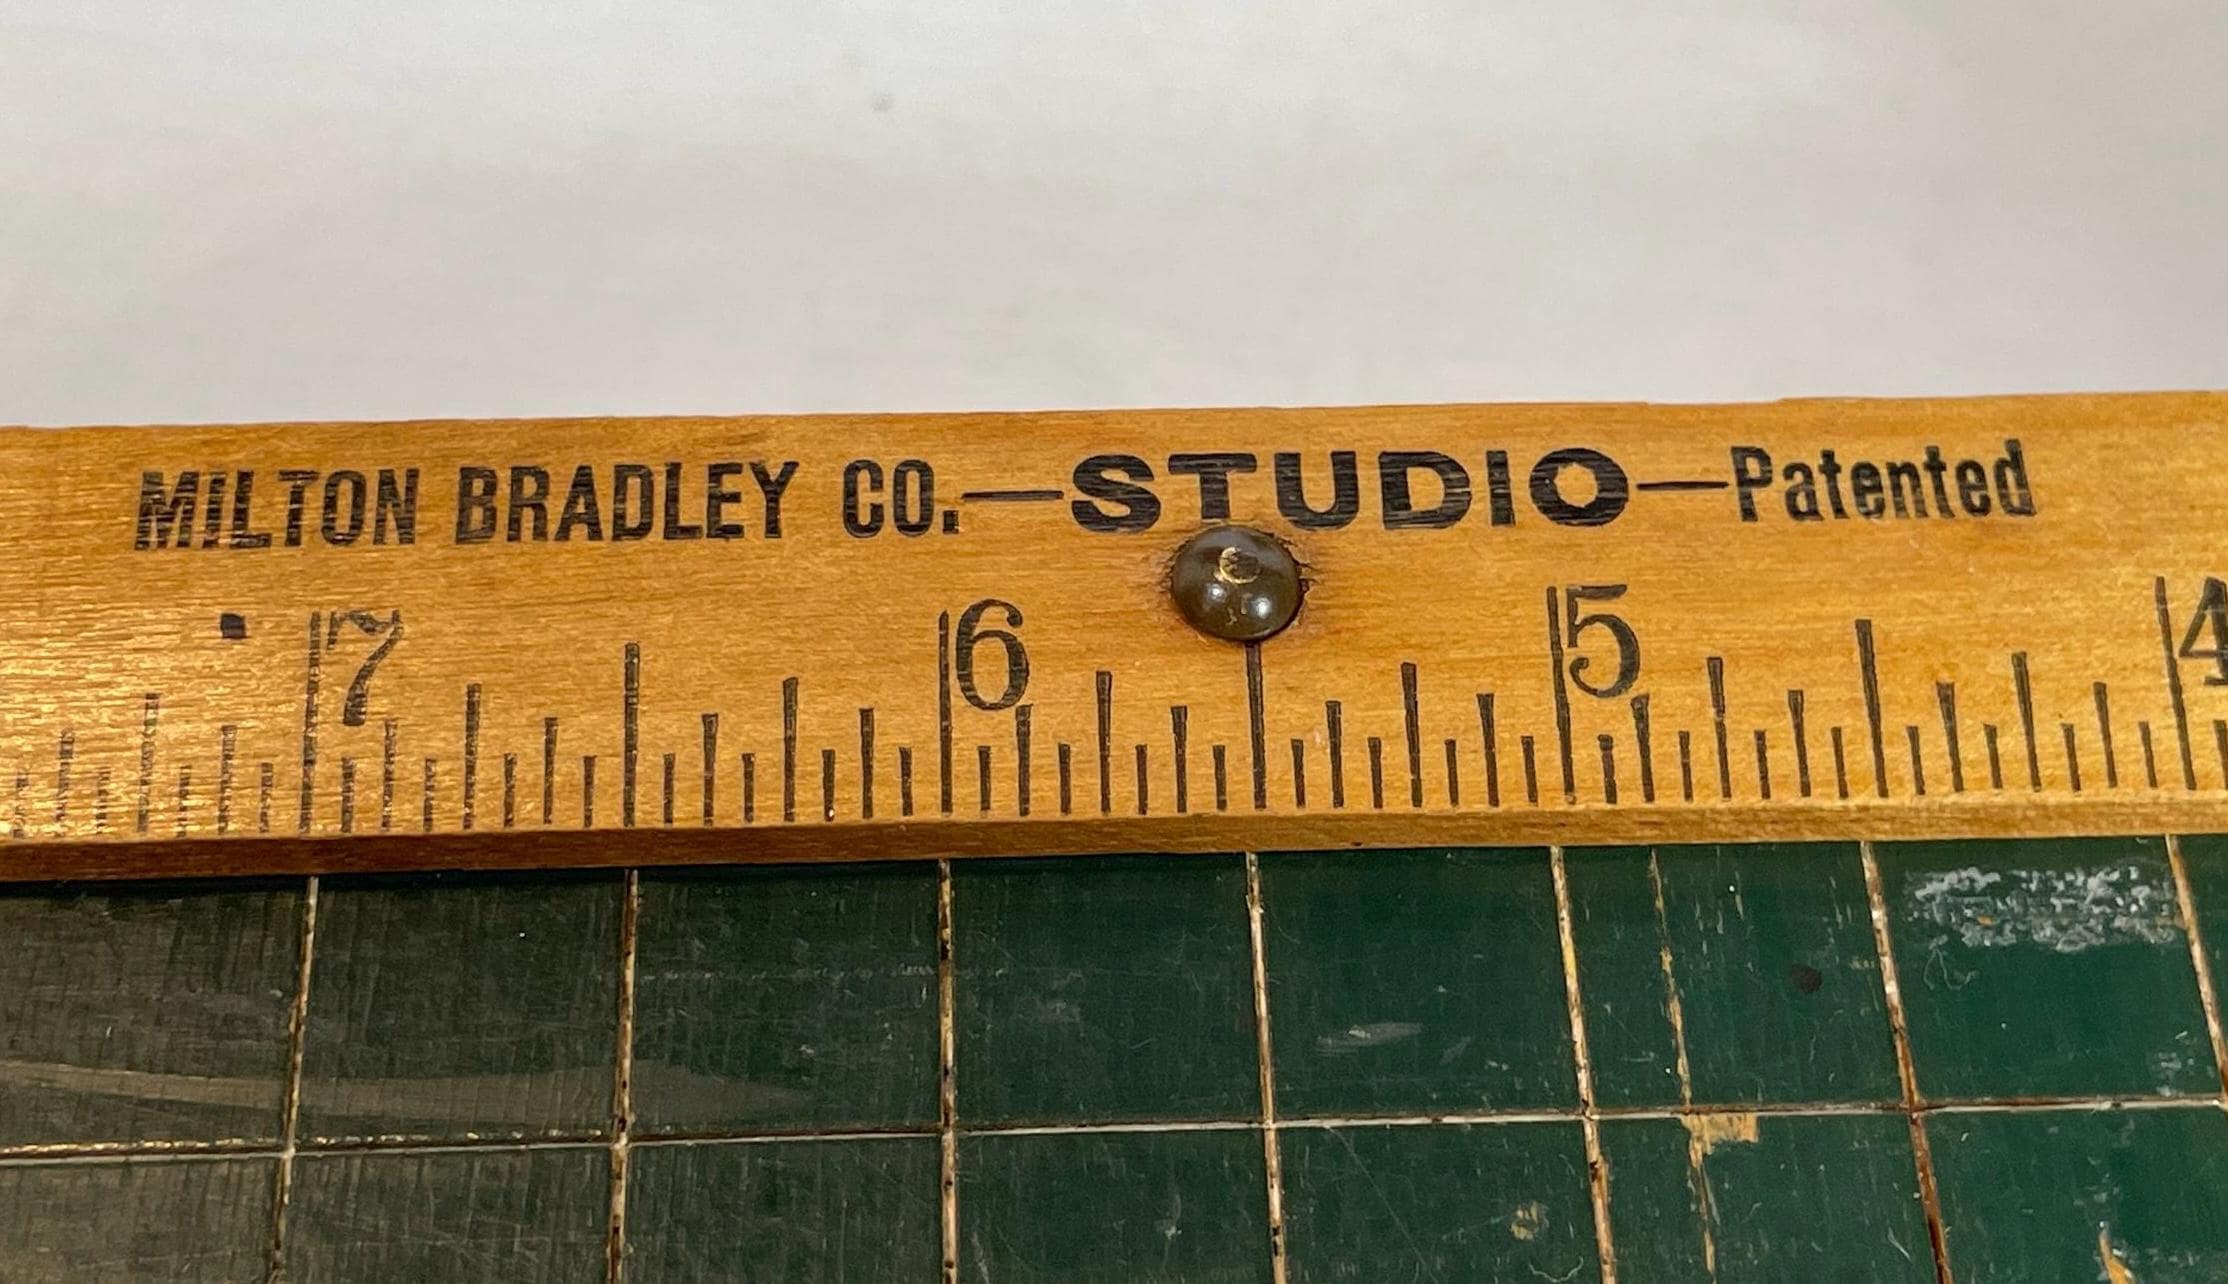 MILTON BRADLEY CO.—STUDIO—Patented
7 6 5 4